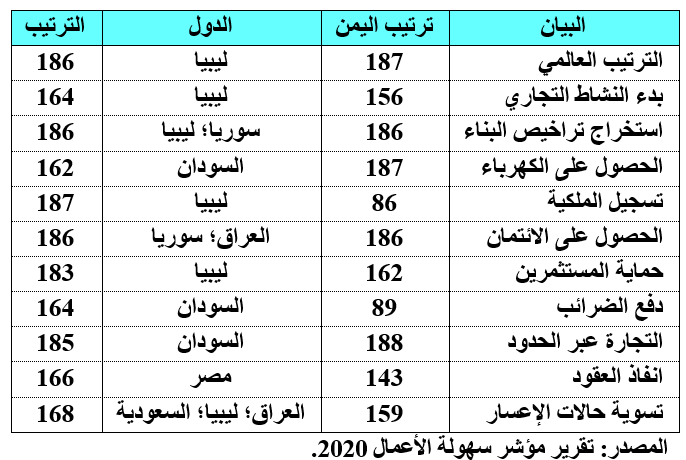 البيان ترتيب اليمن الدول الترتيب
الترتيب العالمي 187 ليبيا 186
بدء النشاط التجاري 156 ليبيا 164
استخراج تراخيص البناء 186 سوريا؛ ليبيا 186
الحصول على الكهرباء 187 السودان 162
تسجيل الملكية 86 ليبيا 187
الحصول على الائتمان 186 العراق؛ سوريا 186
حماية المستثمرين 162 ليبيا 183
دفع الضرائب 89 السودان 164
التجارة عبر الحدود 188 السودان 185
انفاذ العقود 143 مصر 166
تسوية حالات الإعسار 159 العراق؛ ليبيا؛ السعودية 168
المصدر: تقرير مؤشر سهولة الأعمال 2020.